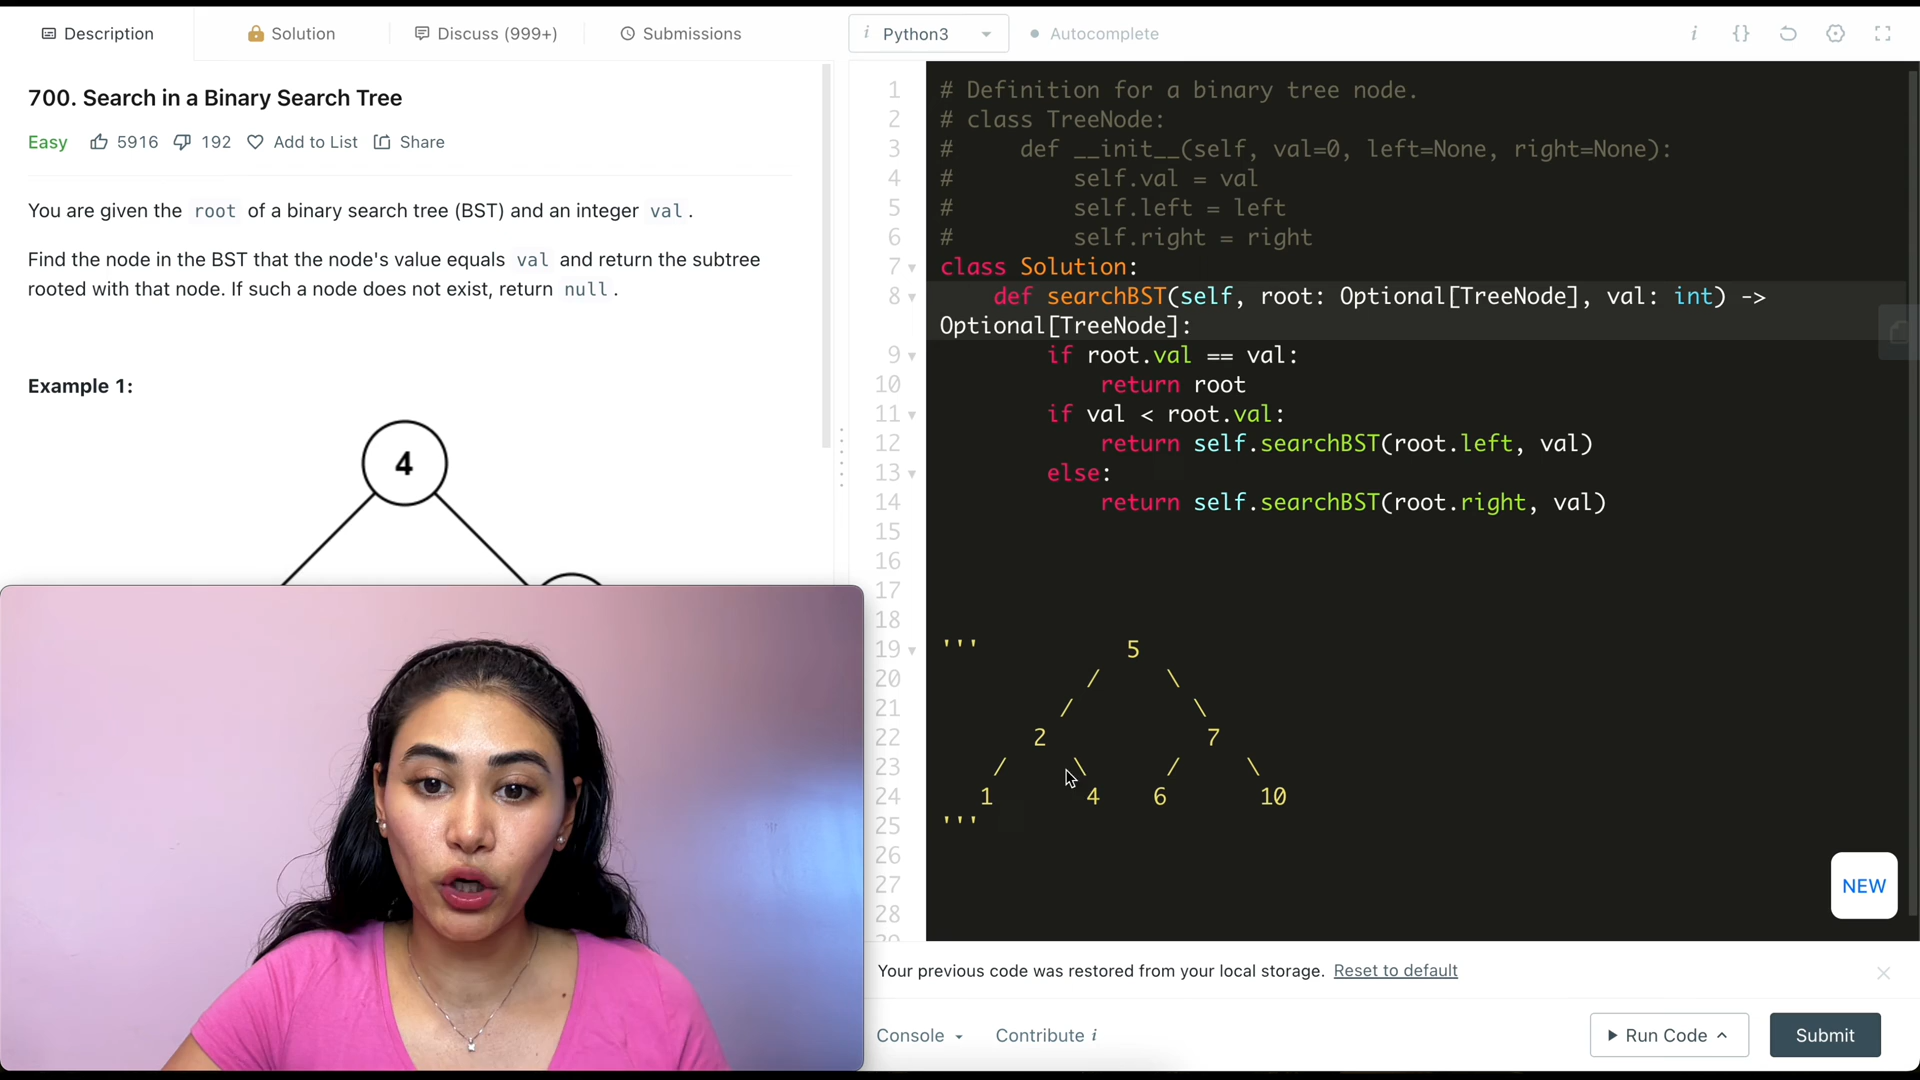 Description
Solution
Discuss (999+)
Submissions
i Python3
Autocomplete
i {}
700. Search in a Binary Search Tree
Easy 5916 192 Add to List Share
You are given the root of a binary search tree (BST) and an integer val.
Find the node in the BST that the node's value equals val and return the subtree
rooted with that node. If such a node does not exist, return null.
Example 1:
4
1 # Definition for a binary tree node.
2 # class TreeNode:
3 #     def __init__(self, val=0, left=None, right=None):
4 #         self.val = val
5 #         self.left = left
6 #         self.right = right
7 class Solution:
8     def searchBST(self, root: Optional[TreeNode], val: int) ->
Optional[TreeNode]:
9         if root.val == val:
10             return root
11         if val < root.val:
12             return self.searchBST(root.left, val)
13         else:
14             return self.searchBST(root.right, val)
15
16
17
18
19 '''           5
20            /     \
21          /         \
22        2            7
23     /     \      /     \
24    1       4    6       10
25 '''
26
27
28
NEW
Your previous code was restored from your local storage. Reset to default
Console Contribute i
Run Code
Submit